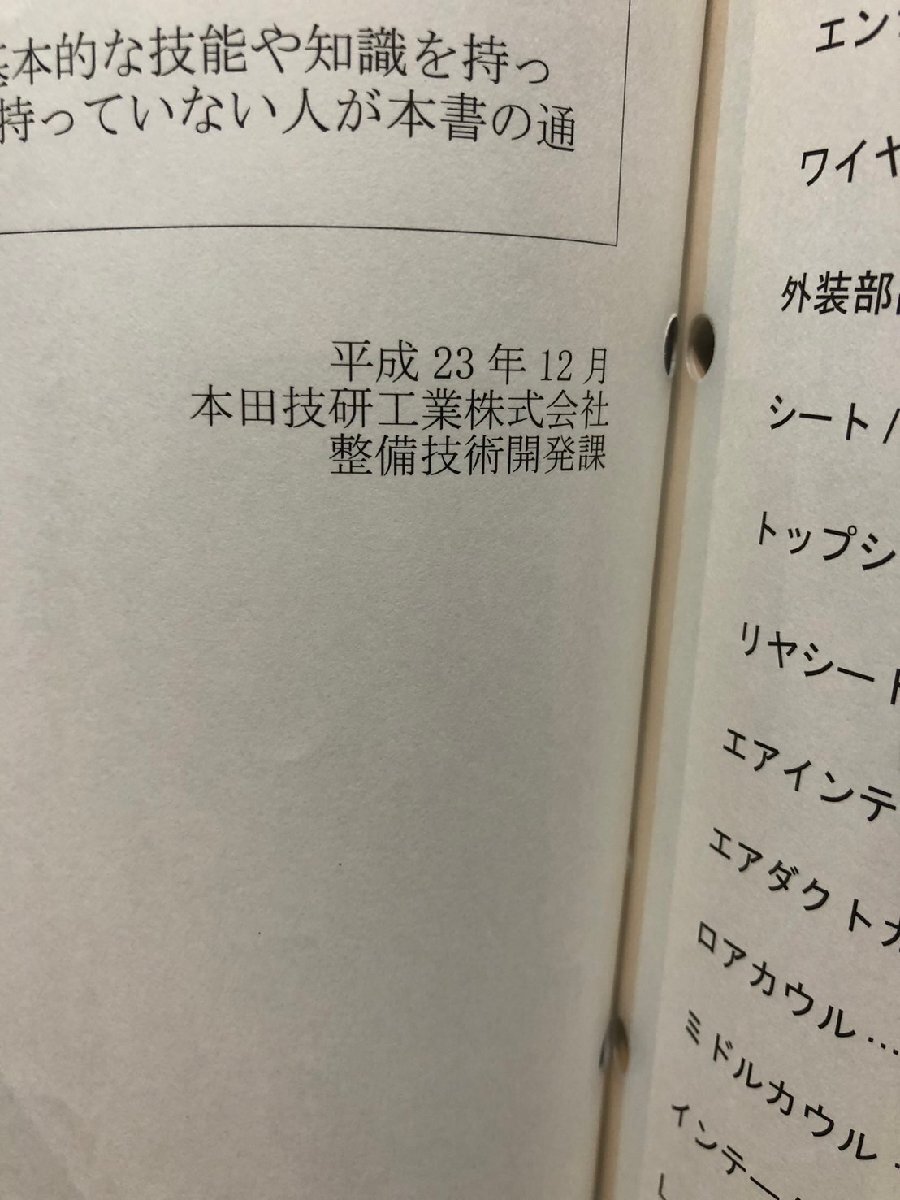 基本的な技能や知識を持っ
持っていない人が本書の通
平成 23 年 12 月
本田技研工業株式会社
整備技術開発課
エン
ワイヤ
外装部
シート /
トップシ
リヤシート
エアインテ
エアダクトカ
ロアカウル …
ミドルカウル
インテー